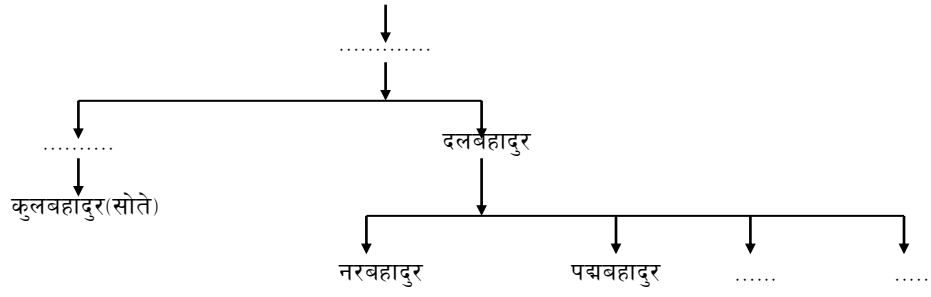 .............
..........
दलबहादुर
कुलबहादुर(सोते)
नरबहादुर
पद्मबहादुर
......
.....